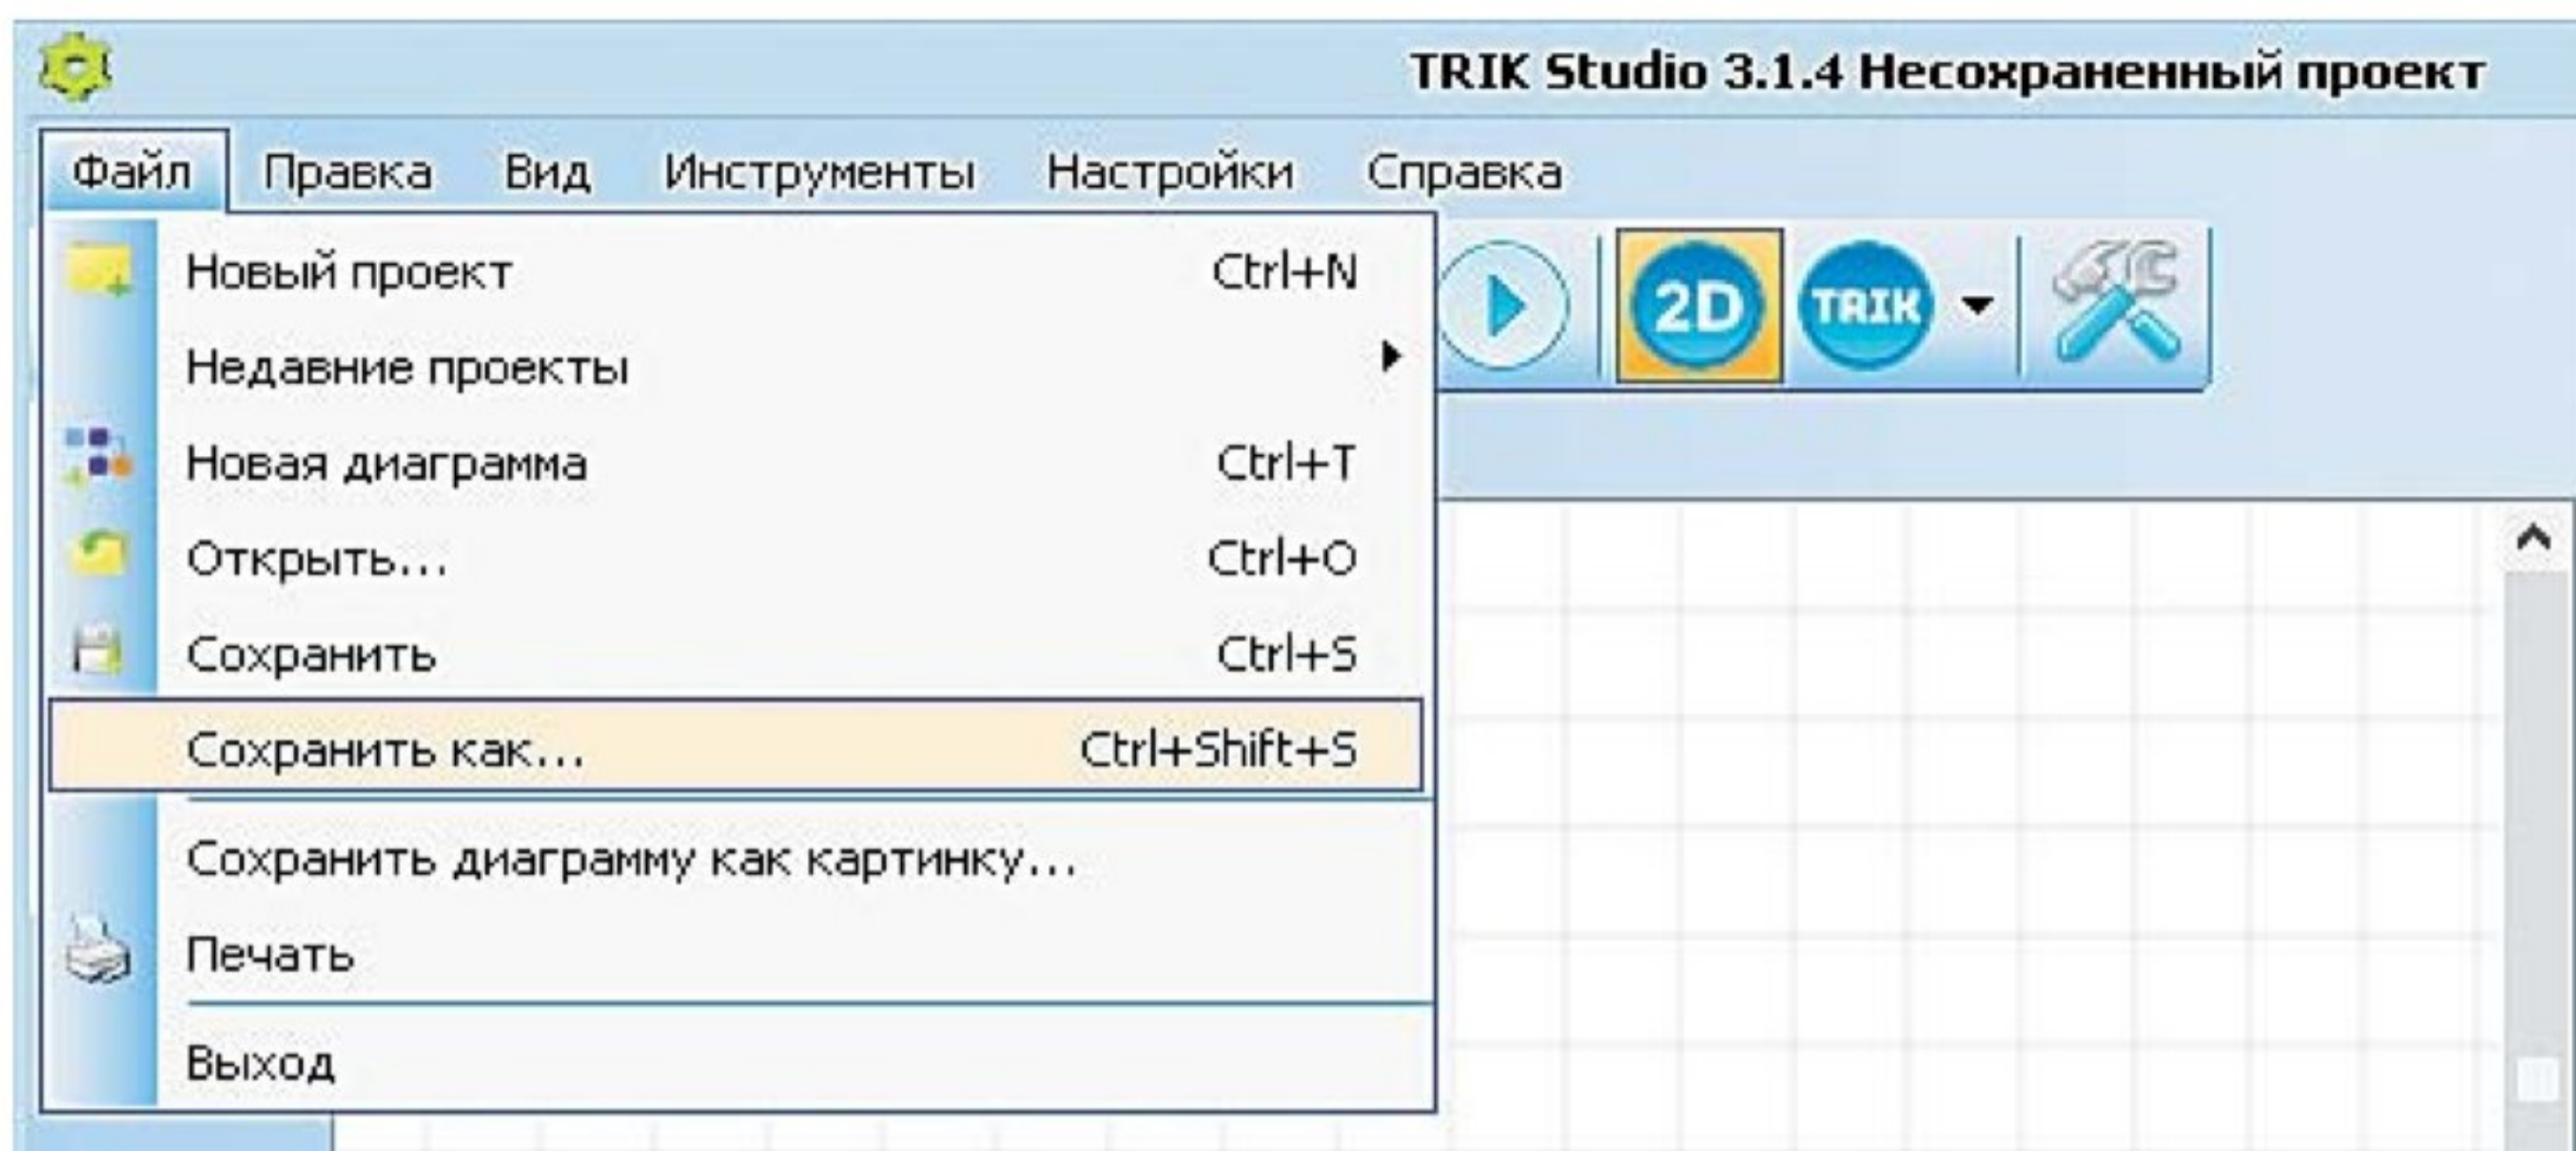 TRIK Studio 3.1.4 Несохраненный проект
Файл Правка Вид Инструменты Настройки Справка
Новый проект Ctrl+N
2D TRIK
Недавние проекты
Новая диаграмма Ctrl+T
Открыть... Ctrl+O
Сохранить Ctrl+S
Сохранить как... Ctrl+Shift+S
Сохранить диаграмму как картинку...
Печать
Выход